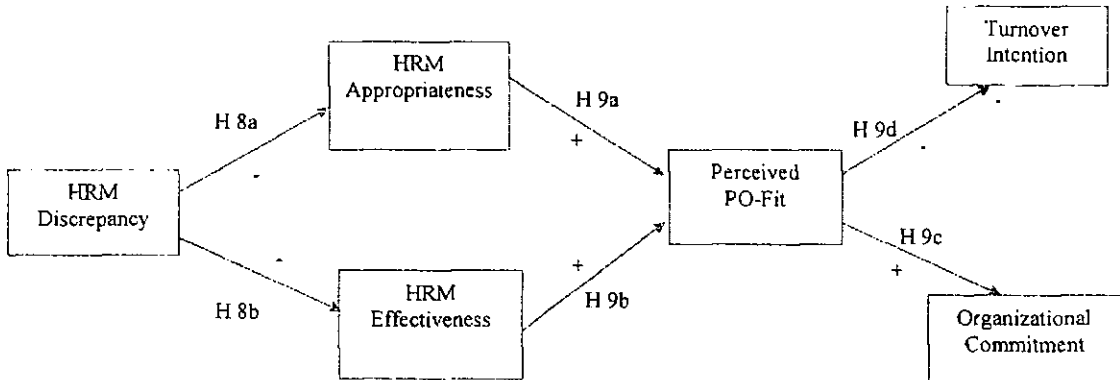 Turnover
Intention
HRM
Appropriateness
H 9a
+
H 8a
-
H 9d
-
HRM
Discrepancy
Perceived
PO-Fit
-
H 8b
HRM
Effectiveness
+
H 9b
H 9c
+
Organizational
Commitment